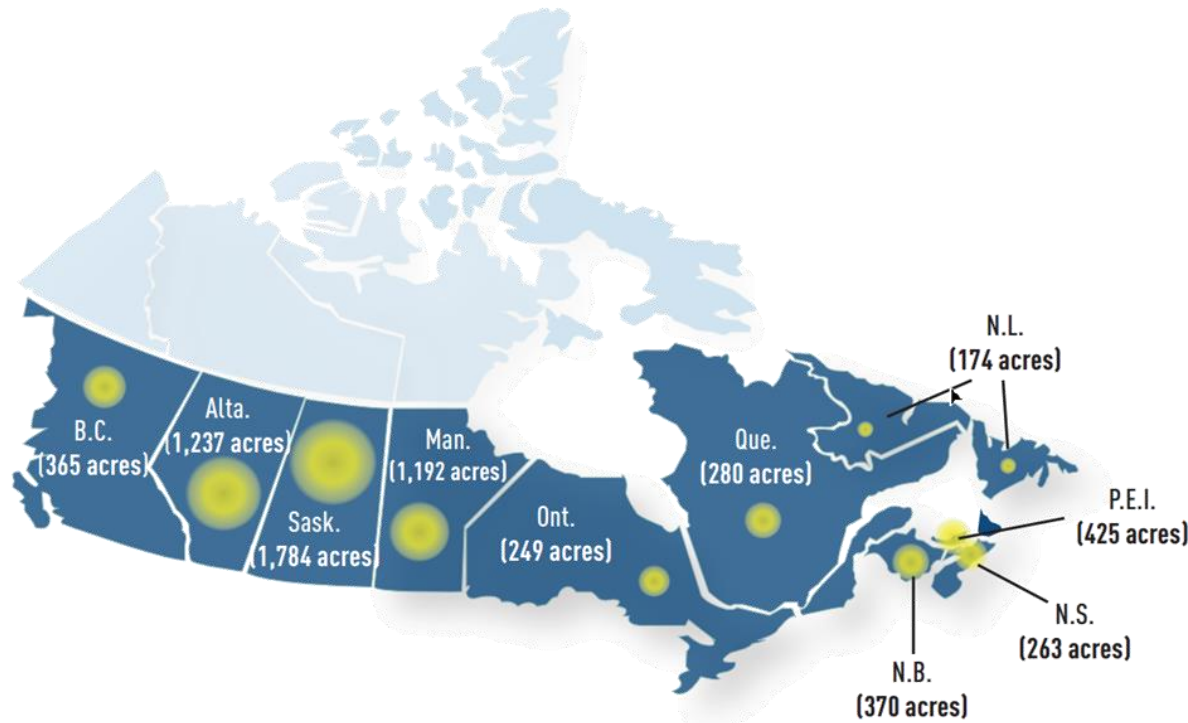 B.C.
(365 acres)
Alta.
(1,237 acres)
Sask.
(1,784 acres)
Man.
(1,192 acres)
Ont.
(249 acres)
Que.
(280 acres)
N.L.
(174 acres)
P.E.I.
(425 acres)
N.S.
(263 acres)
N.B.
(370 acres)